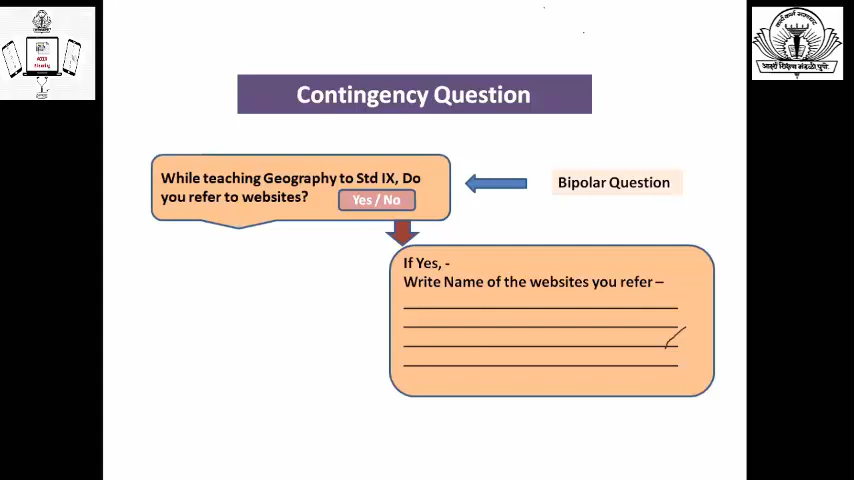 Contingency Question
While teaching Geography to Std IX, Do
you refer to websites?
Yes / No
Bipolar Question
If Yes, -
Write Name of the websites you refer –